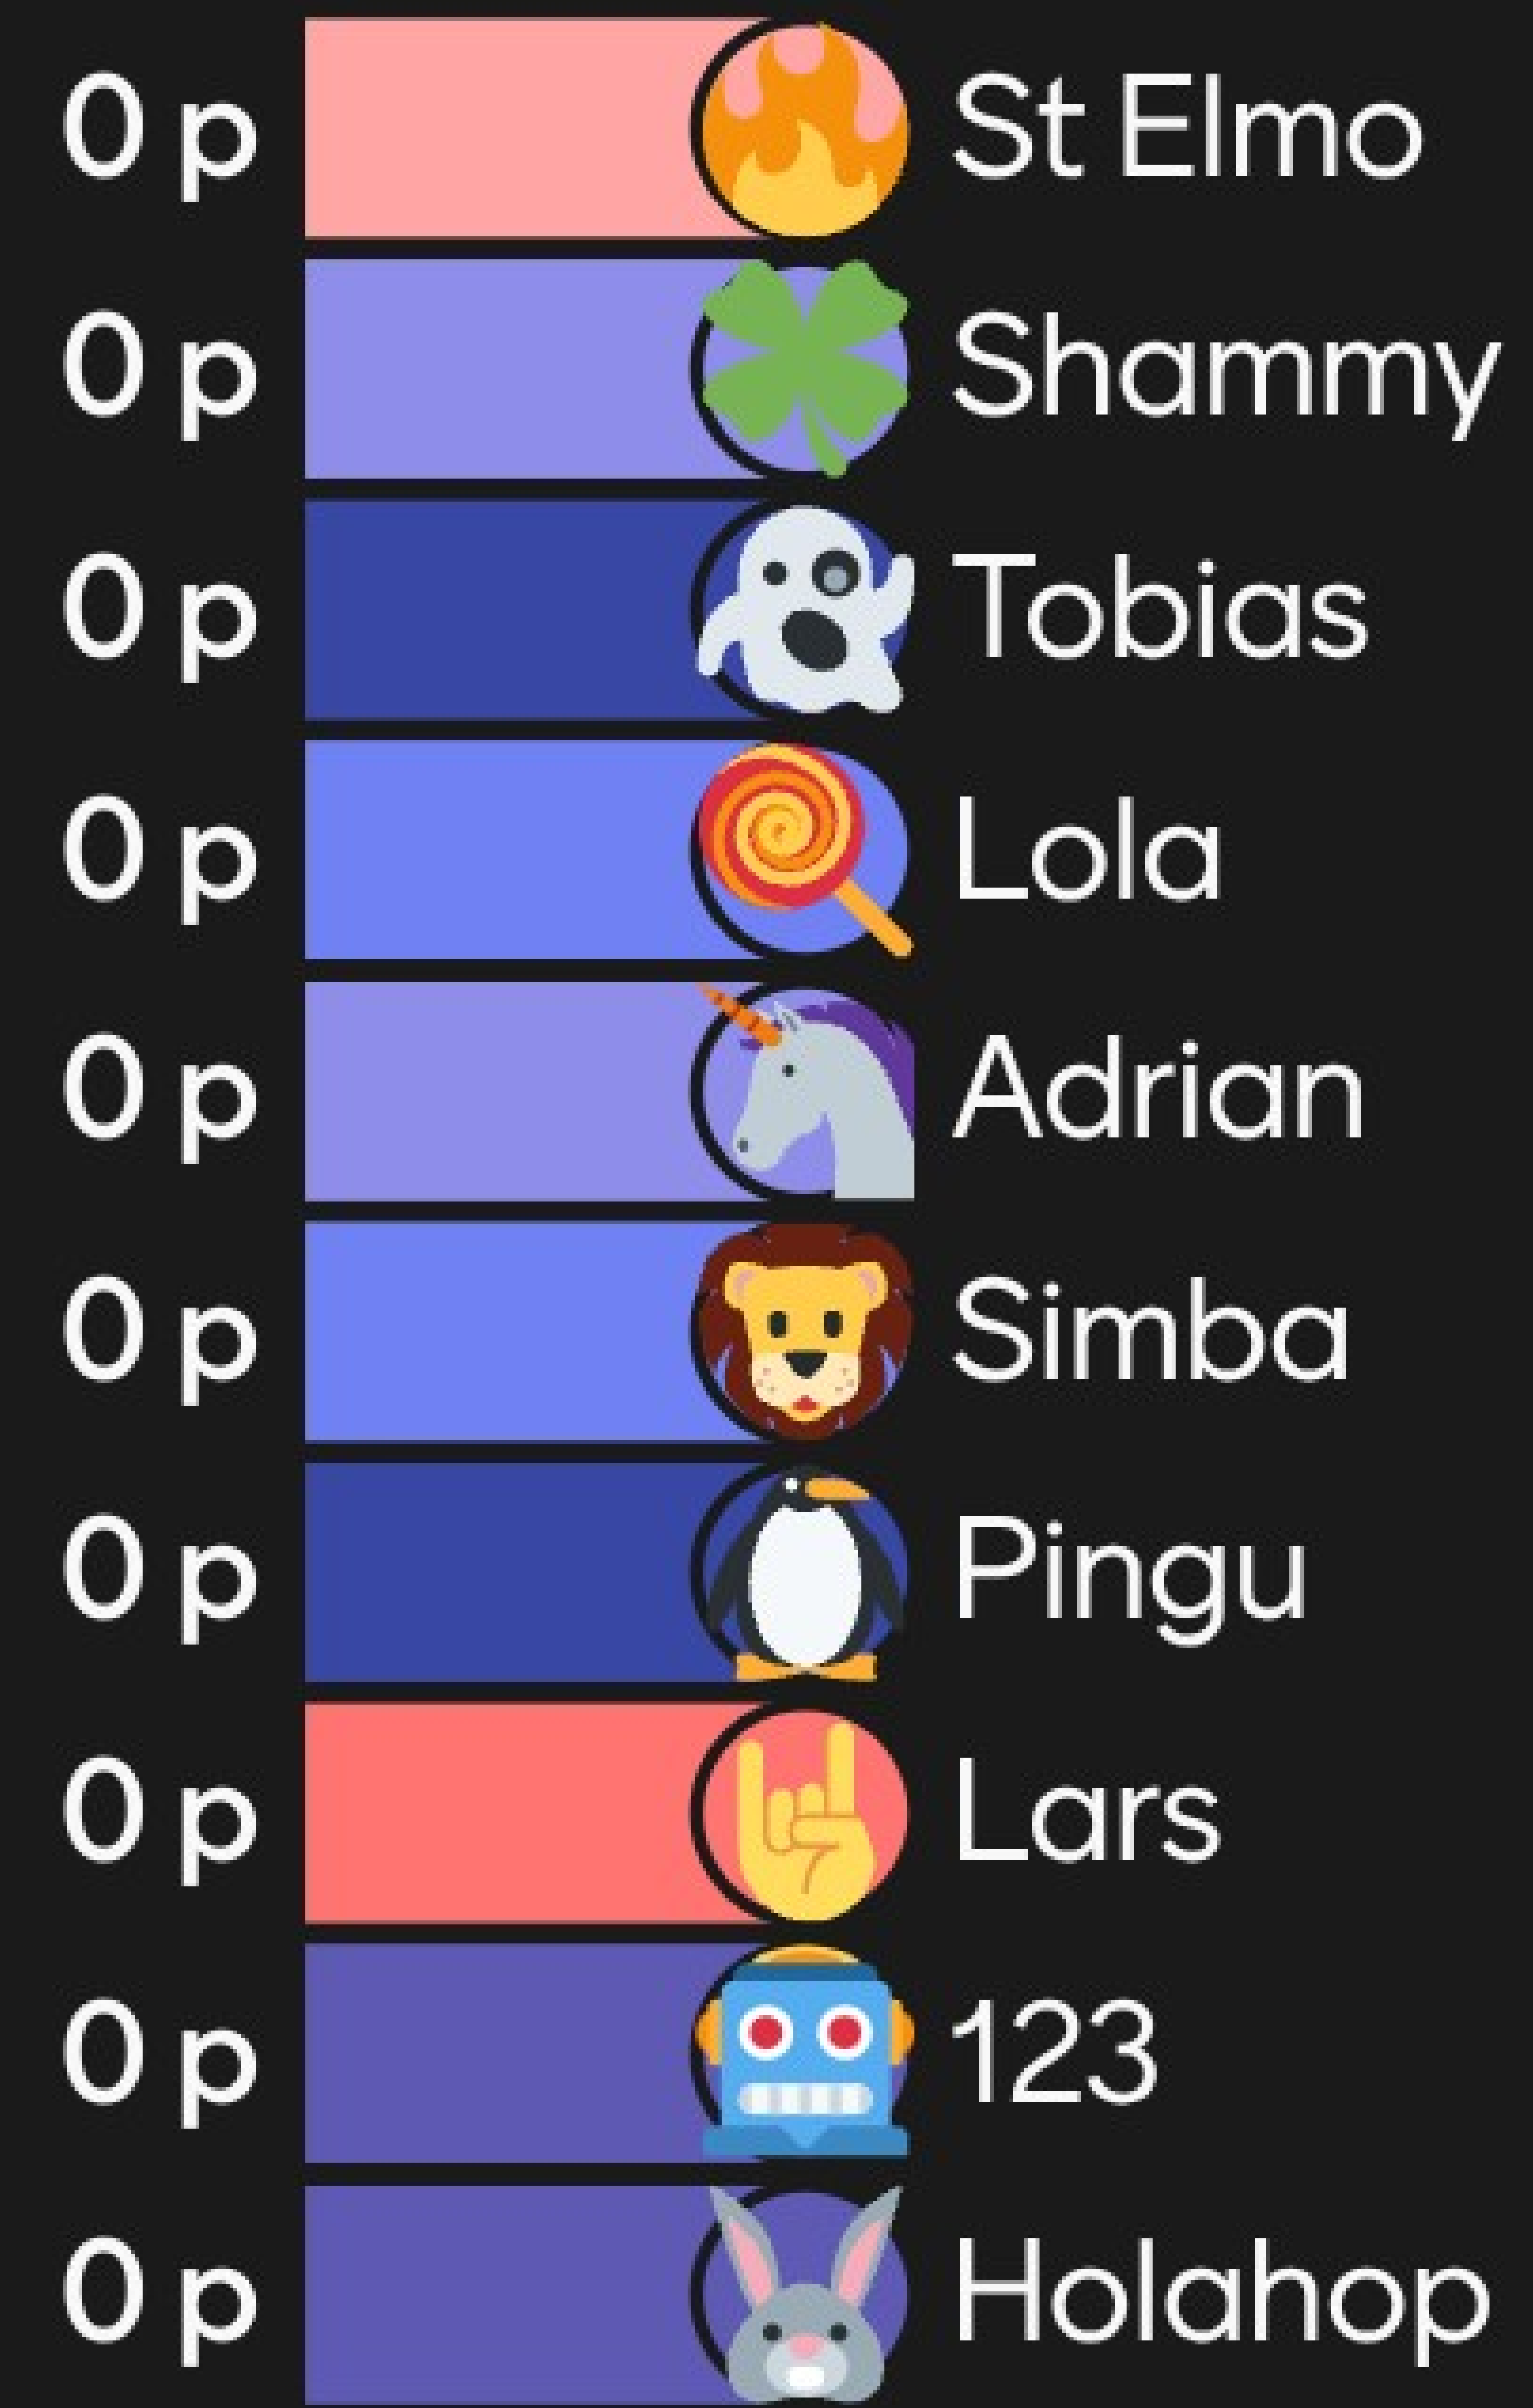 0 p St Elmo
0 p Shammy
0 p Tobias
0 p Lola
0 p Adrian
0 p Simba
0 p Pingu
0 p Lars
0 p 123
0 p Holahop